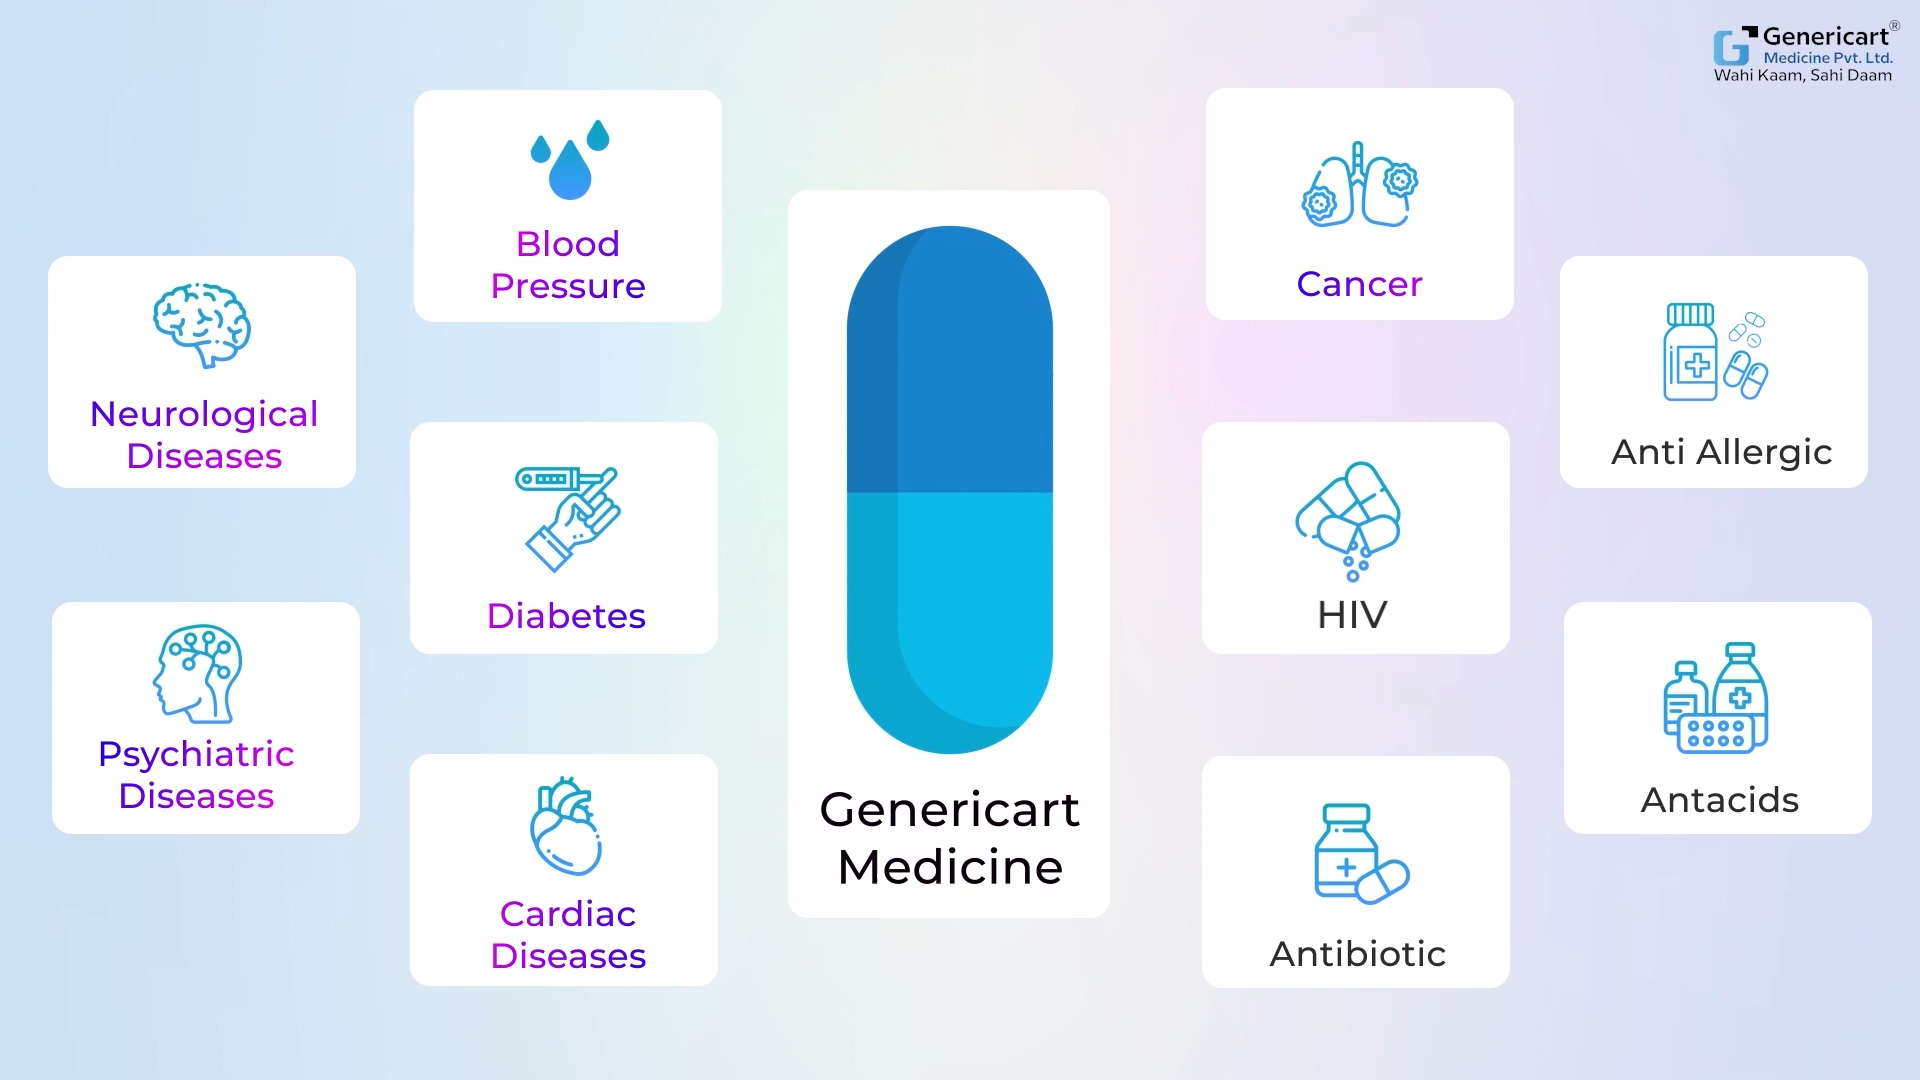 Genericart®
Medicine Pvt. Ltd.
Wahi Kaam, Sahi Daam
Blood
Pressure
Neurological
Diseases
Diabetes
Psychiatric
Diseases
Cardiac
Diseases
Genericart
Medicine
Cancer
Anti Allergic
HIV
Antacids
Antibiotic